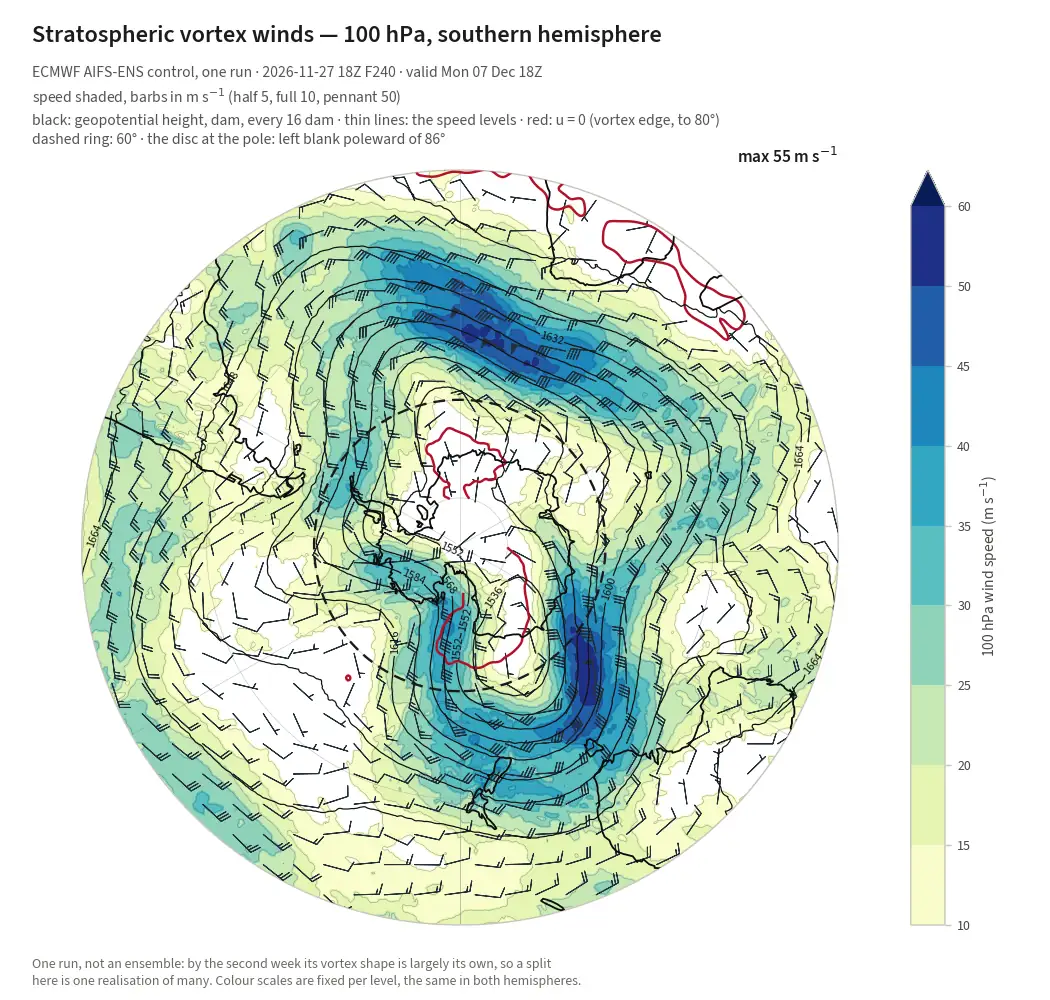 Stratospheric vortex winds — 100 hPa, southern hemisphere
ECMWF AIFS-ENS control, one run · 2026-11-27 18Z F240 · valid Mon 07 Dec 18Z
speed shaded, barbs in m s⁻¹ (half 5, full 10, pennant 50)
black: geopotential height, dam, every 16 dam · thin lines: the speed levels · red: u = 0 (vortex edge, to 80°)
dashed ring: 60° · the disc at the pole: left blank poleward of 86°
max 55 m s⁻¹
60
50
45
40
35
30
25
20
15
10
100 hPa wind speed (m s⁻¹)
1632
1664
1664
1552
1584
1536
1600
1552
1552
1664
One run, not an ensemble: by the second week its vortex shape is largely its own, so a split
here is one realisation of many. Colour scales are fixed per level, the same in both hemispheres.